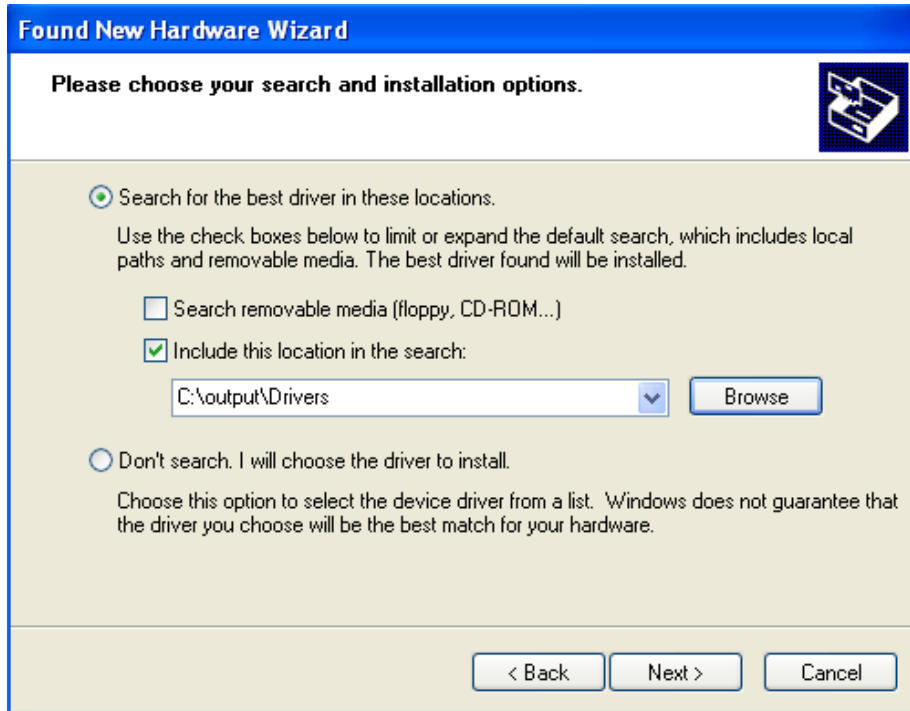 Found New Hardware Wizard
Please choose your search and installation options.
Search for the best driver in these locations.
Use the check boxes below to limit or expand the default search, which includes local
paths and removable media. The best driver found will be installed.
Search removable media (floppy, CD-ROM...)
Include this location in the search:
C:\output\Drivers
Browse
Don't search. I will choose the driver to install.
Choose this option to select the device driver from a list.  Windows does not guarantee that
the driver you choose will be the best match for your hardware.
< Back
Next >
Cancel